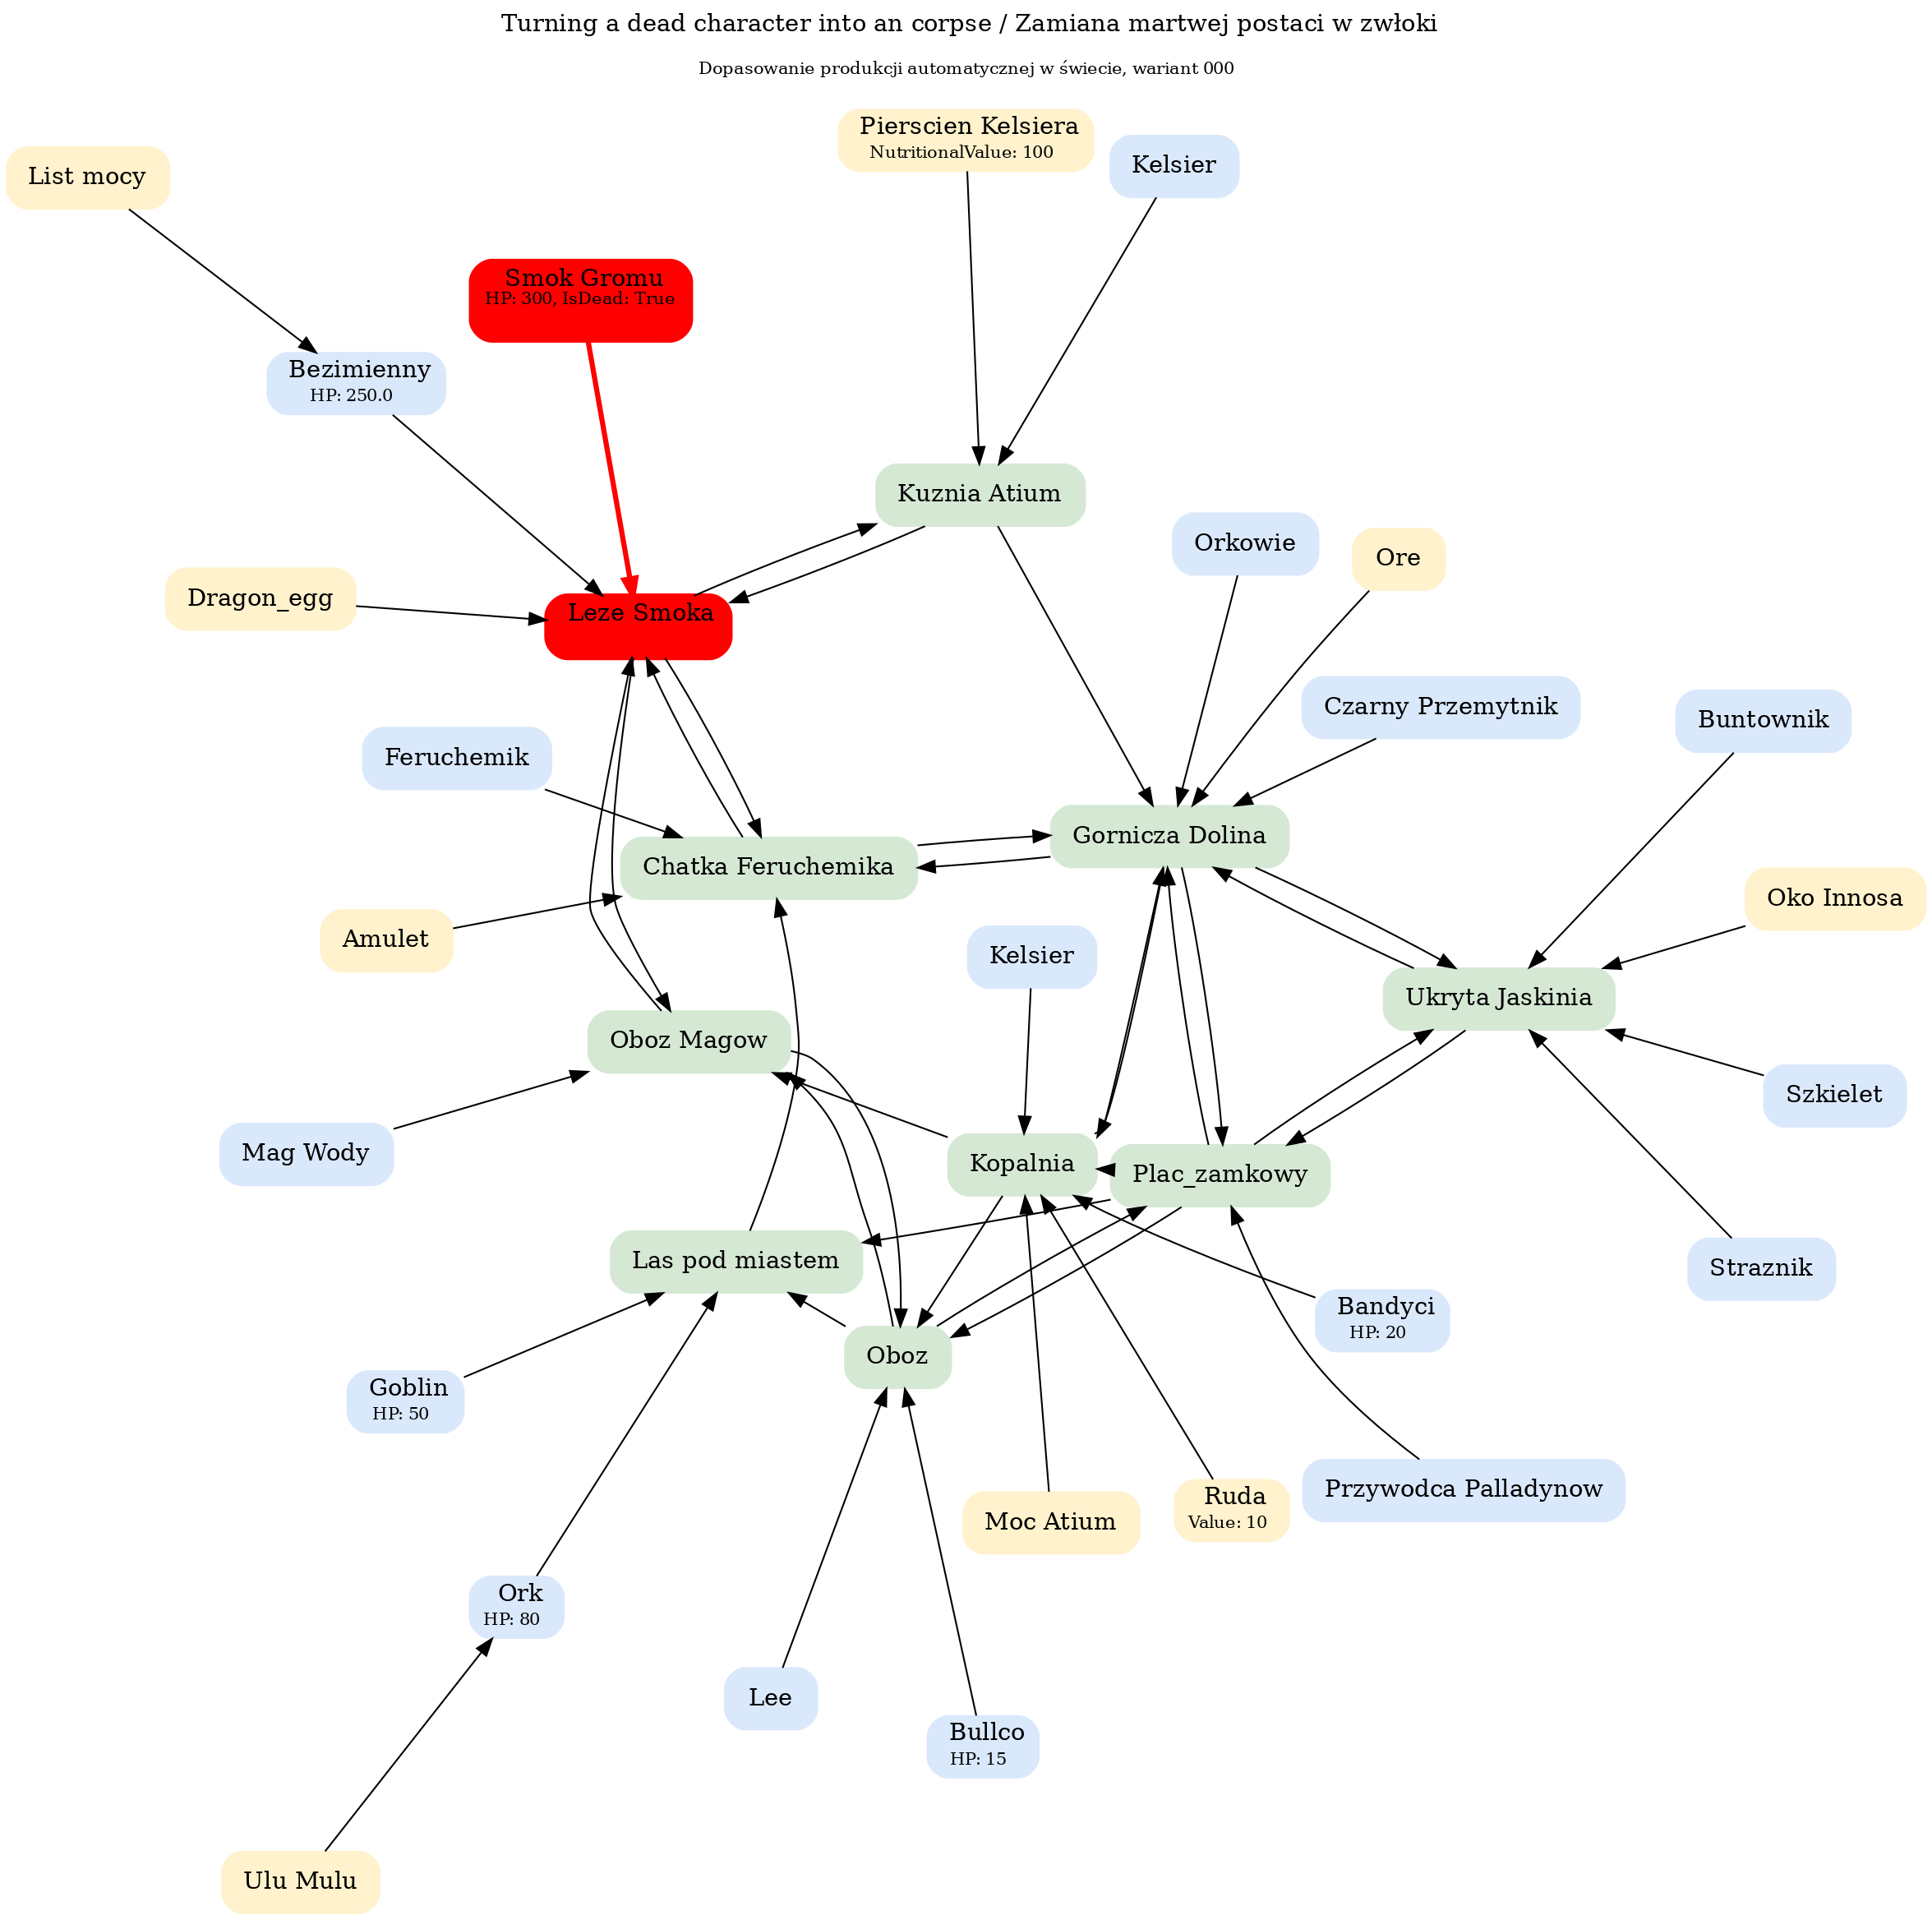 Turning a dead character into an corpse / Zamiana martwej postaci w zwłoki
Dopasowanie produkcji automatycznej w świecie, wariant 000
Pierscien Kelsiera
NutritionalValue: 100
Kelsier
List mocy
Smok Gromu
HP: 300, IsDead: True
Bezimienny
HP: 250.0
Kuznia Atium
Orkowie
Ore
Dragon_egg
Leze Smoka
Czarny Przemytnik
Buntownik
Feruchemik
Gornicza Dolina
Chatka Feruchemika
Oko Innosa
Amulet
Kelsier
Ukryta Jaskinia
Oboz Magow
Szkielet
Mag Wody
Kopalnia
Plac_zamkowy
Las pod miastem
Straznik
Bandyci
HP: 20
Oboz
Goblin
HP: 50
Przywodca Palladynow
Ruda
Value: 10
Moc Atium
Ork
HP: 80
Lee
Bullco
HP: 15
Ulu Mulu